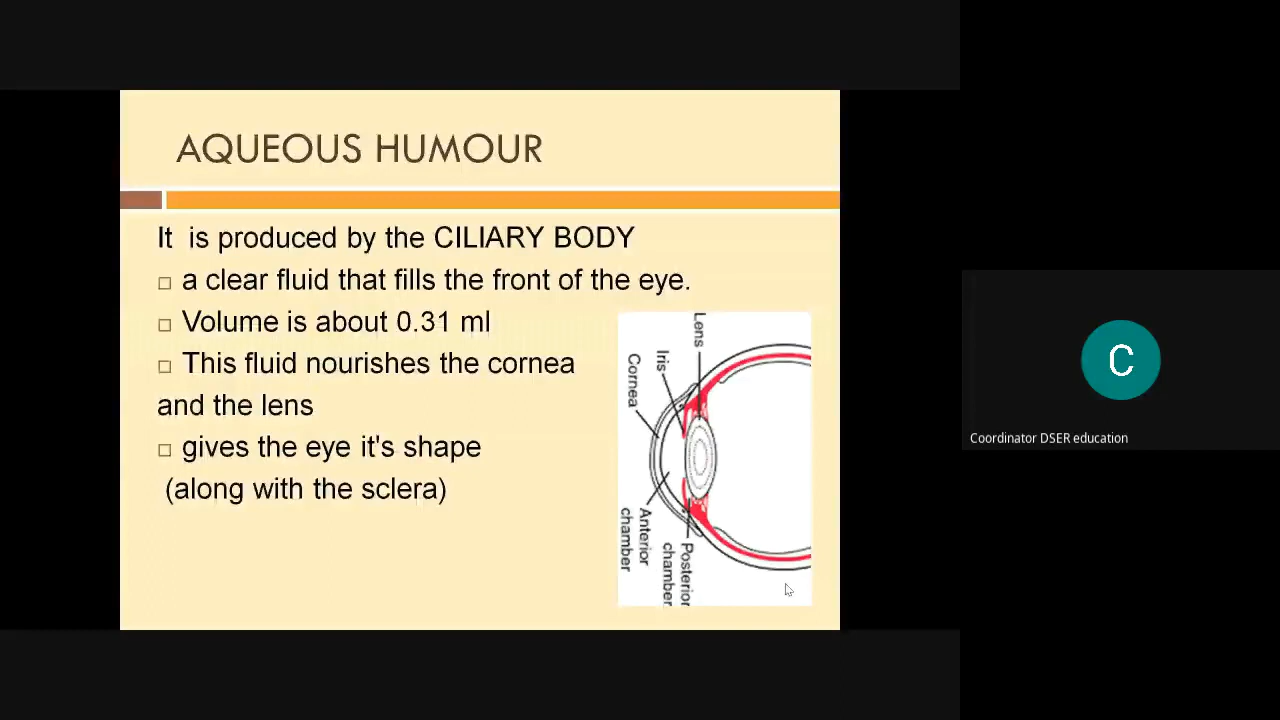 AQUEOUS HUMOUR
It is produced by the CILIARY BODY
a clear fluid that fills the front of the eye.
Volume is about 0.31 ml
This fluid nourishes the cornea
and the lens
gives the eye it's shape
(along with the sclera)
Lens
Iris
Cornea
Anterior
chamber
Posterior
chamber
C
Coordinator DSER education